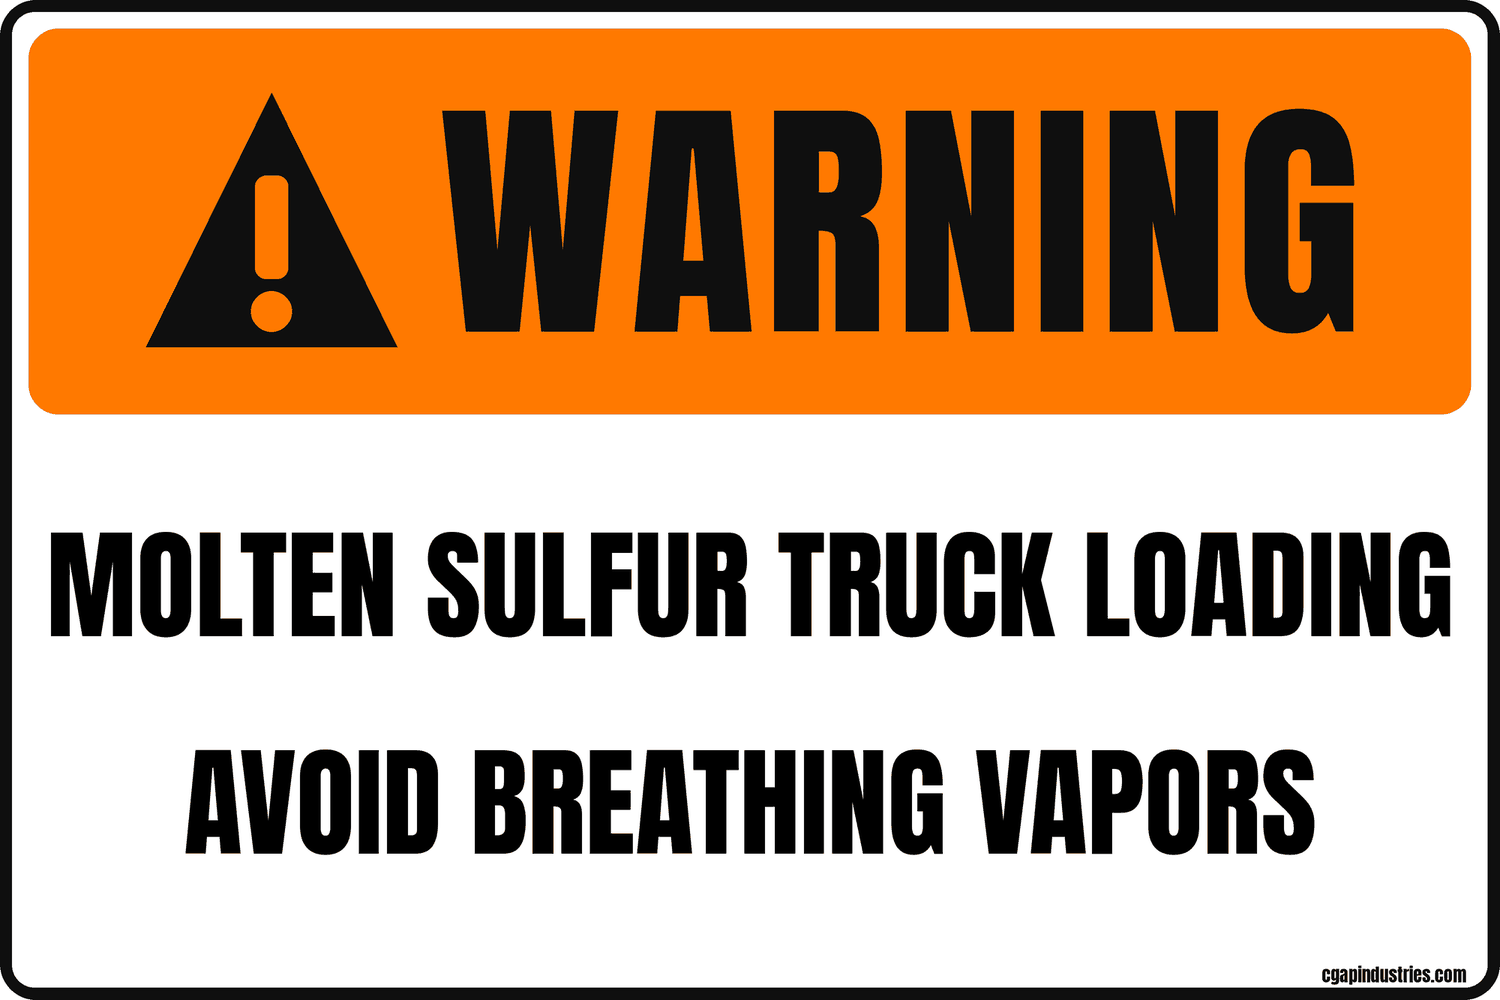 WARNING
MOLTEN SULFUR TRUCK LOADING
AVOID BREATHING VAPORS
cgapindustries.com